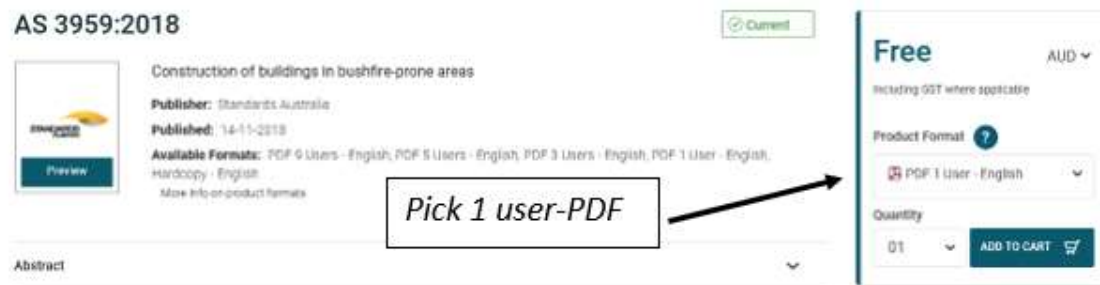 AS 3959:2018
Current
Construction of buildings in bushfire-prone areas
Publisher: Standards Australia
Published: 14-11-2018
Available Formats: PDF 9 Users - English, PDF 5 Users - English, PDF 3 Users - English, PDF 1 User - English,
Hardcopy - English
More info on product formats
Preview
Pick 1 user-PDF
Abstract
Free
AUD
Including GST where applicable
Product Format ?
PDF 1 User - English
Quantity
01
ADD TO CART